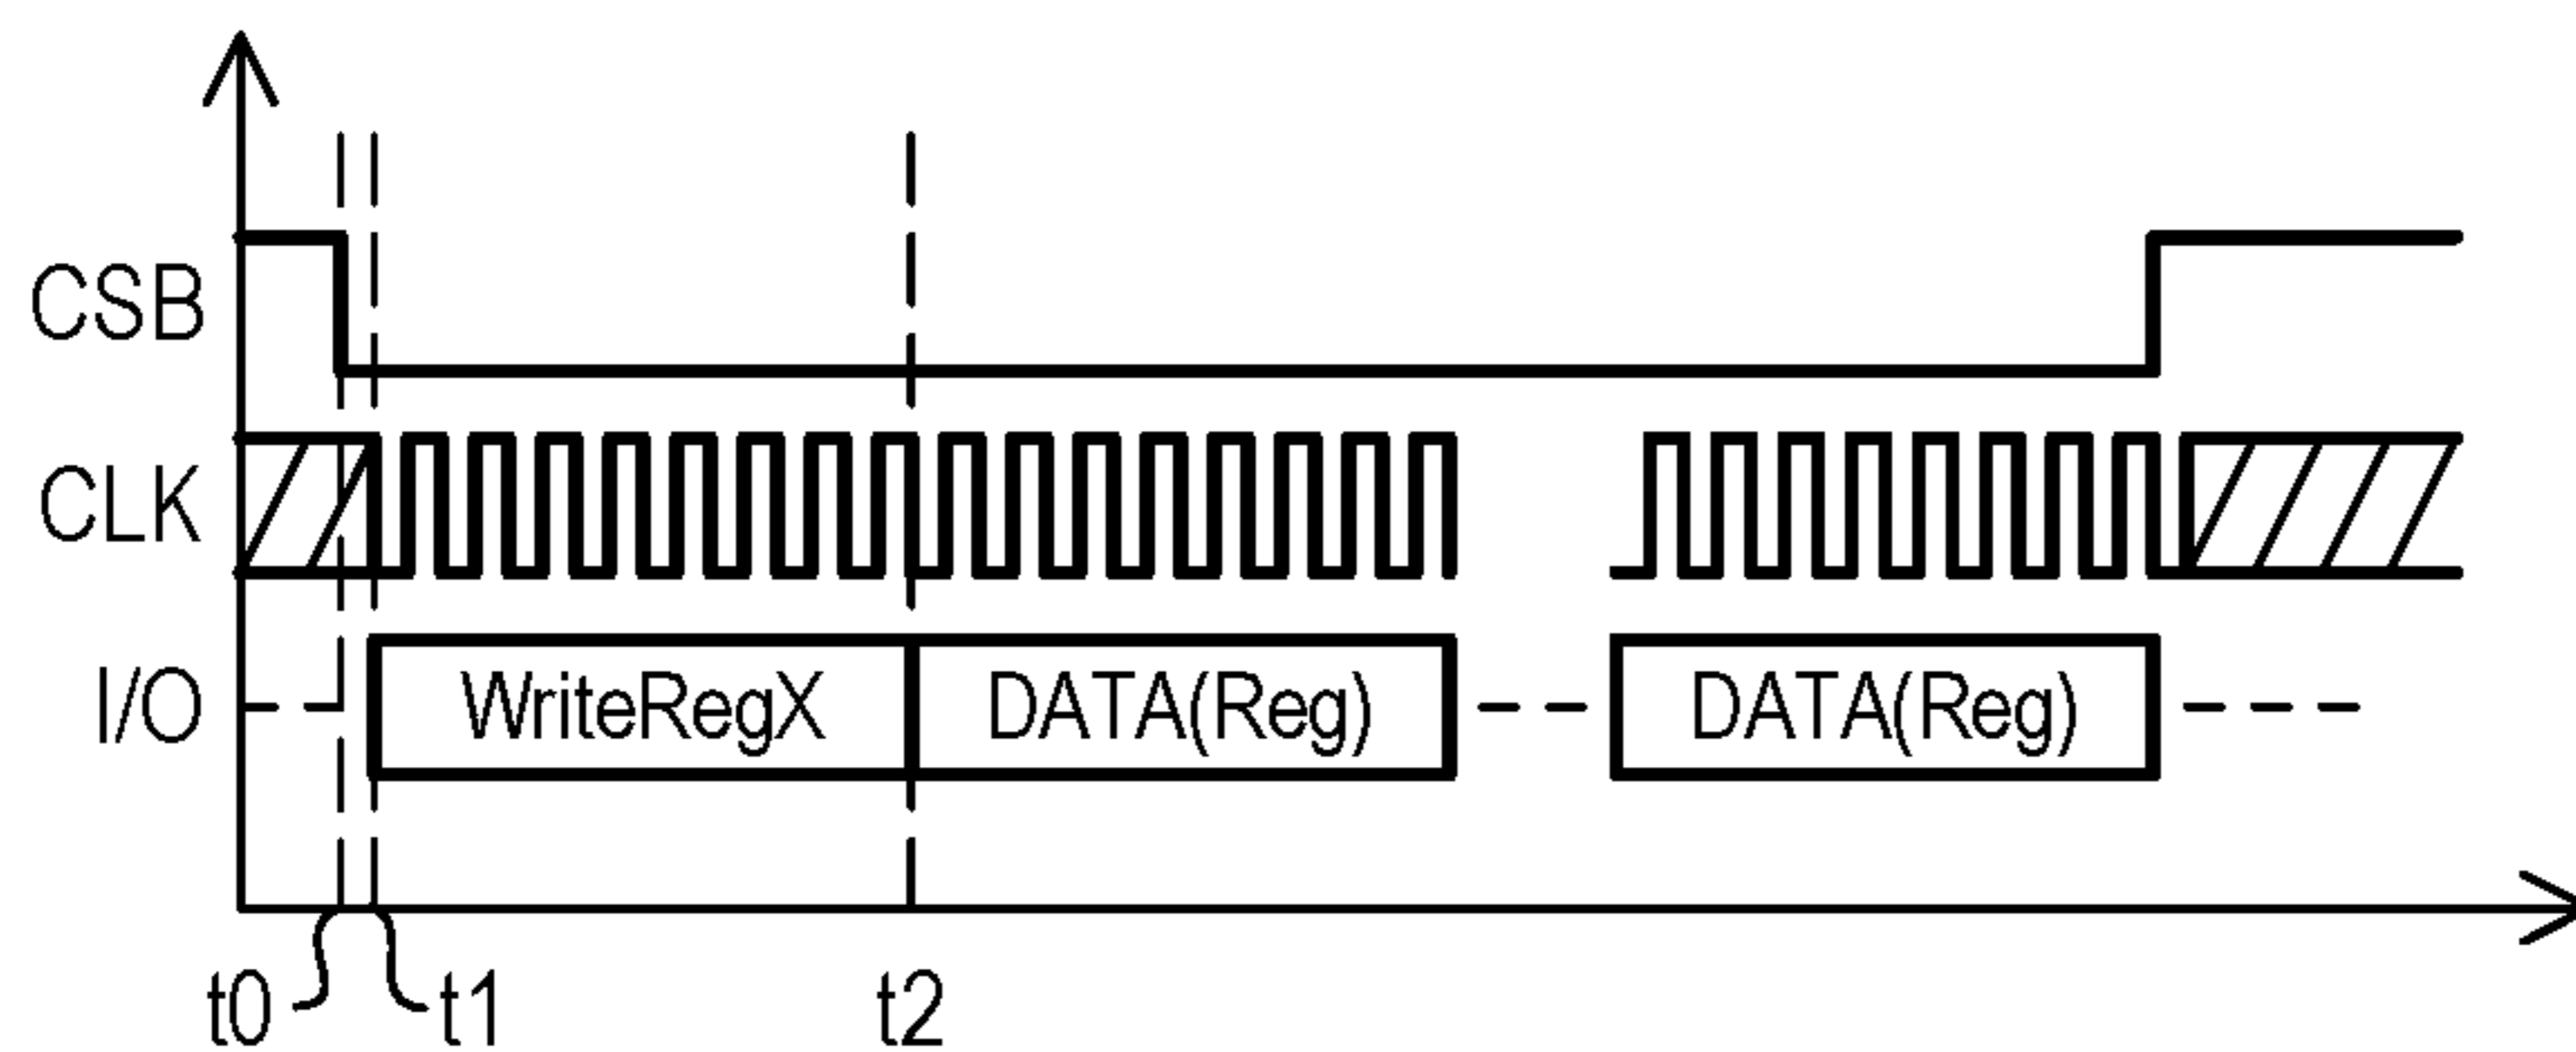 CSB
CLK
I/O WriteRegX DATA(Reg) DATA(Reg)
t0 t1 t2